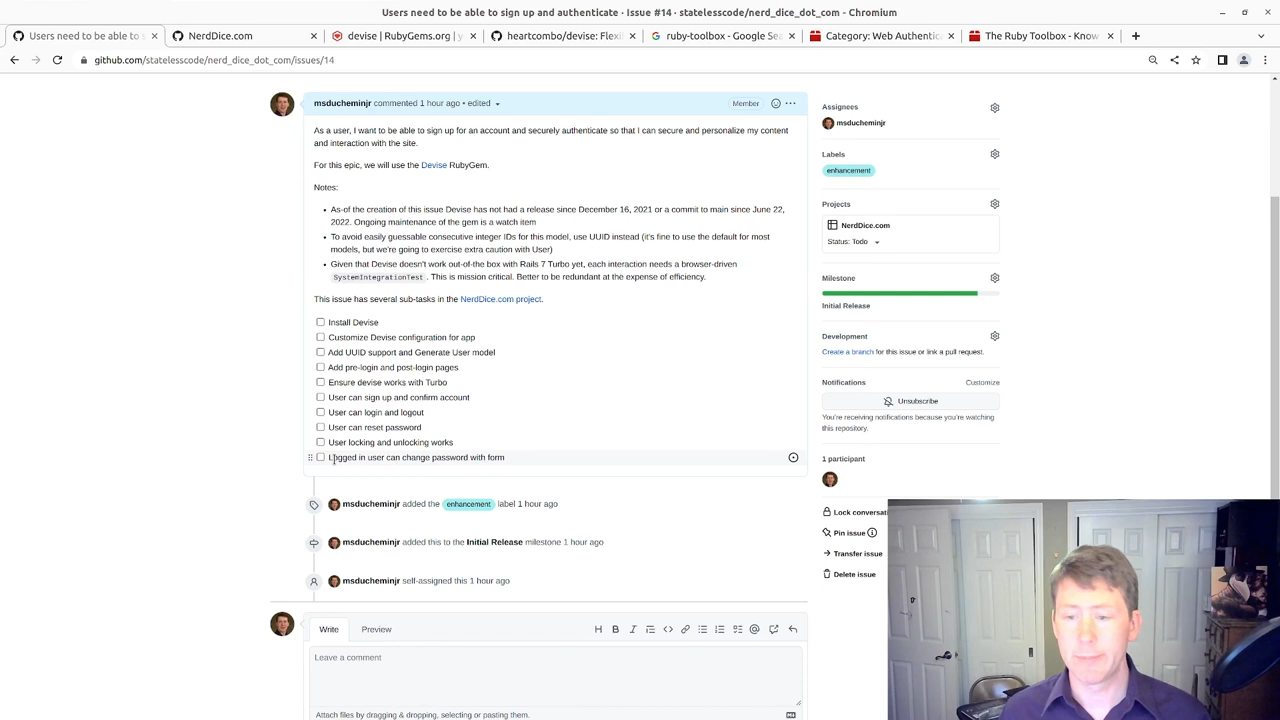 Users need to be able to sign up and authenticate · Issue #14 · statelesscode/nerd_dice_dot_com - Chromium
Users need to be able to s
NerdDice.com
devise | RubyGems.org | y
heartcombo/devise: Flexi
ruby-toolbox - Google Sea
Category: Web Authentic
The Ruby Toolbox - Know
github.com/statelesscode/nerd_dice_dot_com/issues/14
msducheminjr commented 1 hour ago • edited
Member
As a user, I want to be able to sign up for an account and securely authenticate so that I can secure and personalize my content
and interaction with the site.
For this epic, we will use the Devise RubyGem.
Notes:
• As-of the creation of this issue Devise has not had a release since December 16, 2021 or a commit to main since June 22,
2022. Ongoing maintenance of the gem is a watch item
• To avoid easily guessable consecutive integer IDs for this model, use UUID instead (it's fine to use the default for most
models, but we're going to exercise extra caution with User)
• Given that Devise doesn't work out-of-the box with Rails 7 Turbo yet, each interaction needs a browser-driven
SystemIntegrationTest. This is mission critical. Better to be redundant at the expense of efficiency.
This issue has several sub-tasks in the NerdDice.com project.
Install Devise
Customize Devise configuration for app
Add UUID support and Generate User model
Add pre-login and post-login pages
Ensure devise works with Turbo
User can sign up and confirm account
User can login and logout
User can reset password
User locking and unlocking works
Logged in user can change password with form
msducheminjr added the enhancement label 1 hour ago
msducheminjr added this to the Initial Release milestone 1 hour ago
msducheminjr self-assigned this 1 hour ago
Write
Preview
Leave a comment
Attach files by dragging & dropping, selecting or pasting them.
Assignees
msducheminjr
Labels
enhancement
Projects
NerdDice.com
Status: Todo
Milestone
Initial Release
Development
Create a branch for this issue or link a pull request.
Notifications
Customize
Unsubscribe
You're receiving notifications because you're watching
this repository.
1 participant
Lock conversati
Pin issue
Transfer issue
Delete issue